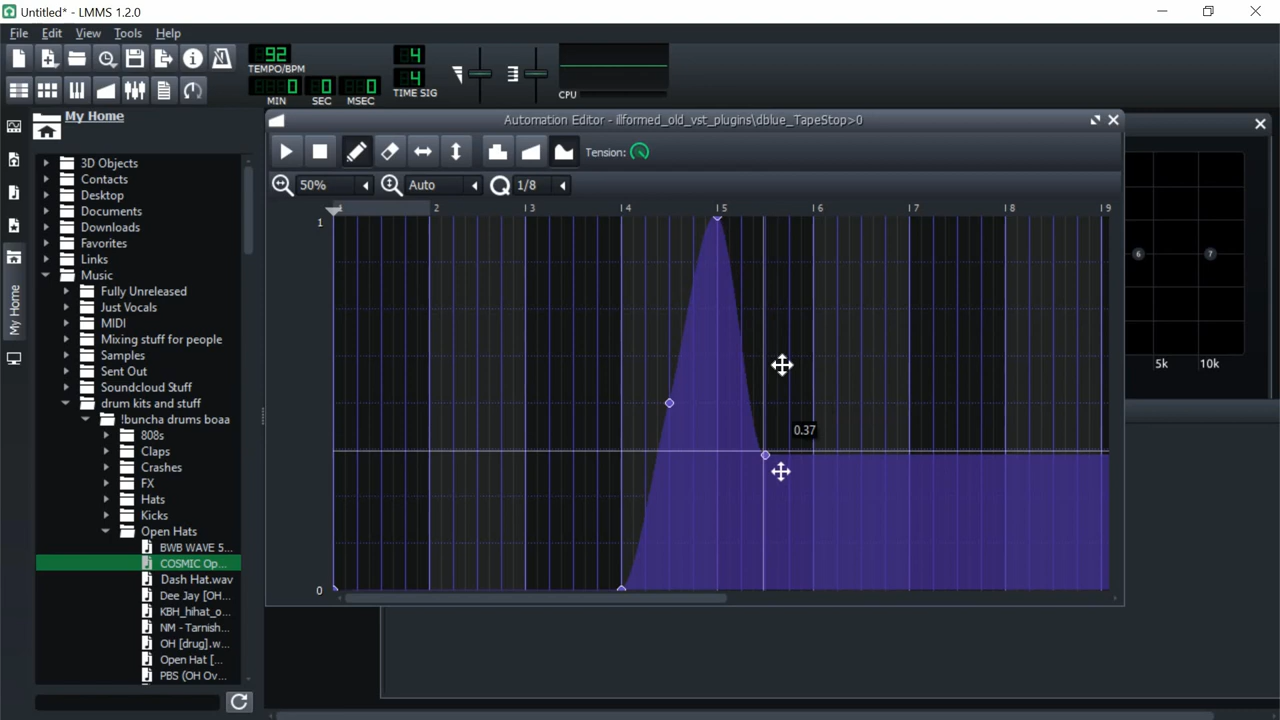 Untitled* - LMMS 1.2.0
File Edit View Tools Help
92
TEMPO/BPM
0 0 0
MIN SEC MSEC
4
4
TIME SIG
CPU
My Home
My Home
3D Objects
Contacts
Desktop
Documents
Downloads
Favorites
Links
Music
Fully Unreleased
Just Vocals
MIDI
Mixing stuff for people
Samples
Sent Out
Soundcloud Stuff
drum kits and stuff
!buncha drums boaa
808s
Claps
Crashes
FX
Hats
Kicks
Open Hats
BWB WAVE 5...
COSMIC Op...
Dash Hat.wav
Dee Jay [OH...
KBH_hihat_o...
NM - Tarnish...
OH [drug].w...
Open Hat [...
PBS (OH Ov...
Automation Editor - illformed_old_vst_plugins\dblue_TapeStop>0
Tension:
50% Auto Q 1/8
1 2 3 4 5 6 7 8 9
1
0.37
0
6 7
5k 10k